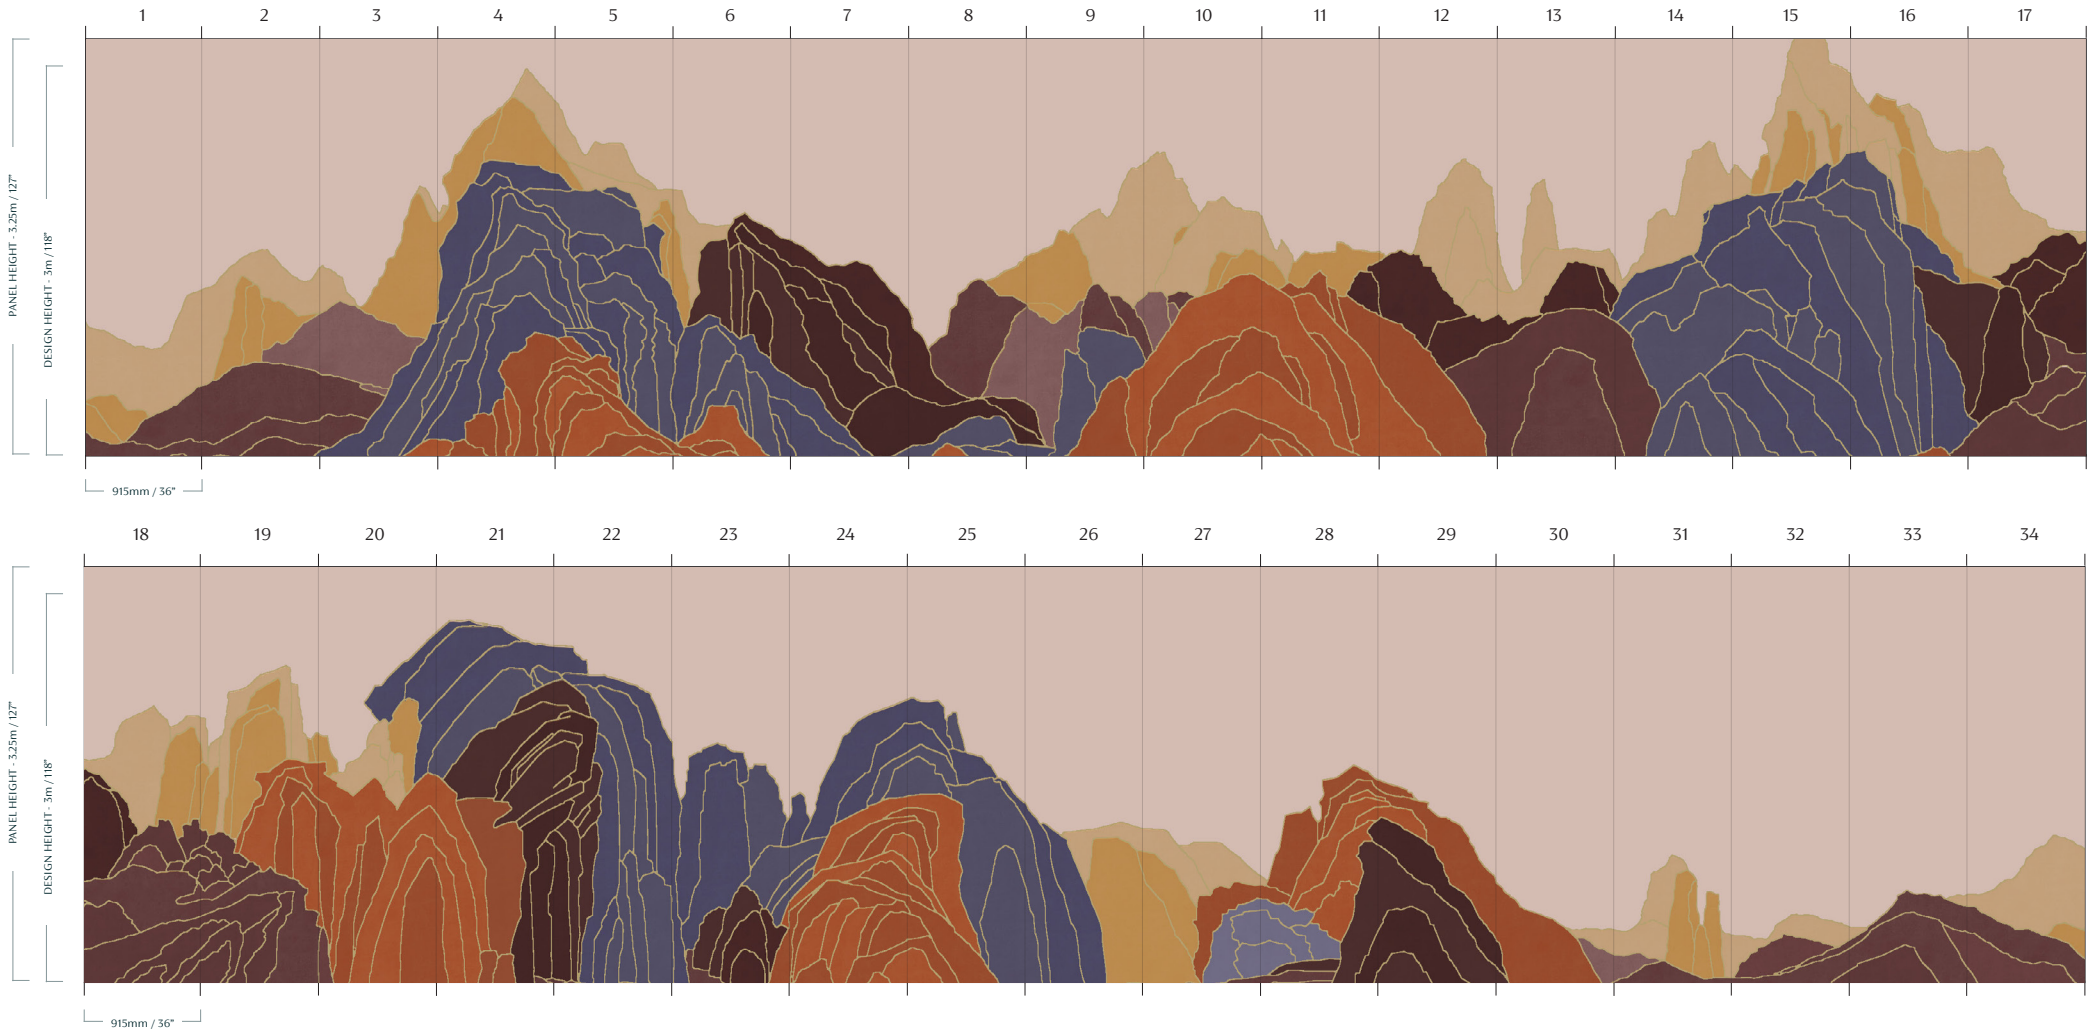 1 2 3 4 5 6 7 8 9 10 11 12 13 14 15 16 17
PANEL HEIGHT - 3.25m / 127"
DESIGN HEIGHT - 3m / 118"
915mm / 36"
18 19 20 21 22 23 24 25 26 27 28 29 30 31 32 33 34
PANEL HEIGHT - 3.25m / 127"
DESIGN HEIGHT - 3m / 118"
915mm / 36"